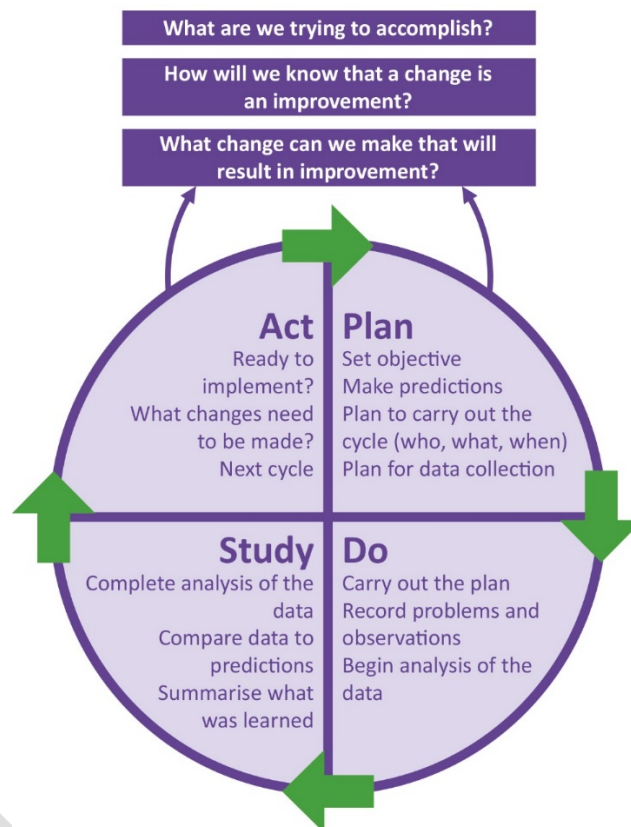 What are we trying to accomplish?
How will we know that a change is
an improvement?
What change can we make that will
result in improvement?
Act
Ready to
implement?
What changes need
to be made?
Next cycle
Plan
Set objective
Make predictions
Plan to carry out the
cycle (who, what, when)
Plan for data collection
Study
Complete analysis of the
data
Compare data to
predictions
Summarise what
was learned
Do
Carry out the plan
Record problems and
observations
Begin analysis of the
data